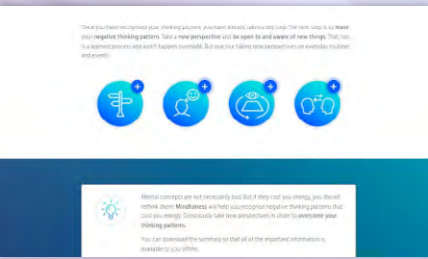 Once you have recognised your thinking patterns, you have already taken a big step. The next step is to leave
your negative thinking pattern. Take a new perspective and be open to and aware of new things. That, too,
is a learned process and won't happen overnight. But practice taking new perspectives on everyday routines
and events.
Mental concepts are not necessarily bad. But if they cost you energy, you should
rethink them! Mindfulness will help you recognise negative thinking patterns that
cost you energy. Consciously take new perspectives in order to overcome your
thinking patterns.
You can download the summary so that all of the important information is
available to you offline.